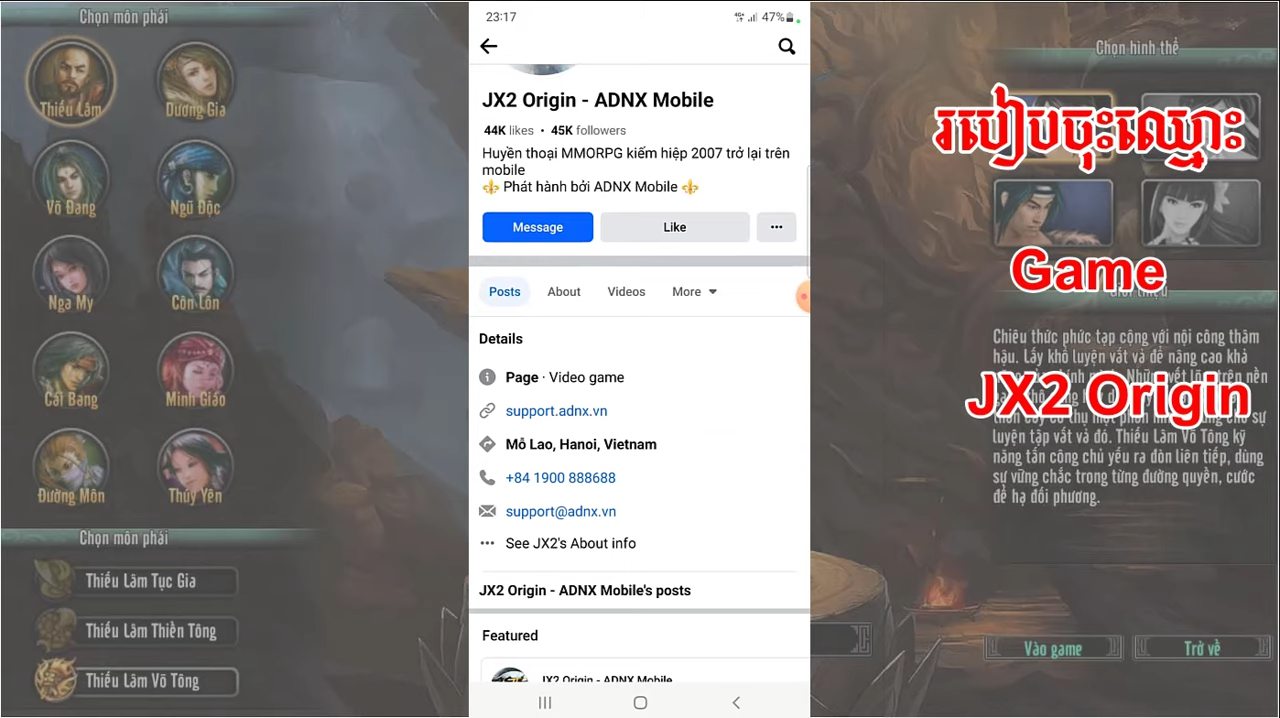 Chọn môn phái
Thiếu Lâm
Dương Gia
Võ Đang
Ngũ Độc
Nga My
Côn Lôn
Cái Bang
Minh Giáo
Đường Môn
Thúy Yên
Chọn môn phái
Thiếu Lâm Tục Gia
Thiếu Lâm Thiền Tông
Thiếu Lâm Võ Tông
23:17
47%
JX2 Origin - ADNX Mobile
44K likes • 45K followers
Huyền thoại MMORPG kiếm hiệp 2007 trở lại trên
mobile
⚜️ Phát hành bởi ADNX Mobile ⚜️
Message
Like
Posts
About
Videos
More
Details
Page · Video game
support.adnx.vn
Mỗ Lao, Hanoi, Vietnam
+84 1900 888688
support@adnx.vn
See JX2's About info
JX2 Origin - ADNX Mobile's posts
Featured
JX2 Origin - ADNX Mobile
Chọn hình thể
របៀបចុះឈ្មោះ
Game
Giới thiệu
JX2 Origin
Chiêu thức phức tạp cộng với nội công thâm
hậu. Lấy khổ luyện vất và để nâng cao khả
luyện tập vất và đó. Thiếu Lâm Võ Tông kỹ
năng tấn công chủ yếu ra đòn liên tiếp, dùng
sự vững chắc trong từng đường quyền, cước
để hạ đối phương.
Vào game
Trở về